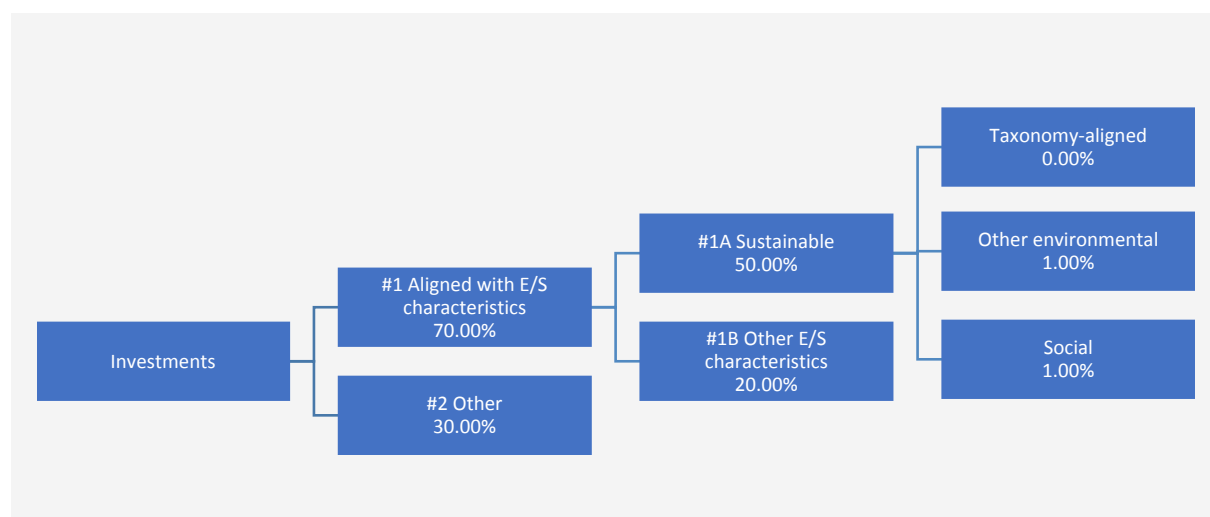 Investments
#1 Aligned with E/S
characteristics
70.00%
#2 Other
30.00%
#1A Sustainable
50.00%
#1B Other E/S
characteristics
20.00%
Taxonomy-aligned
0.00%
Other environmental
1.00%
Social
1.00%